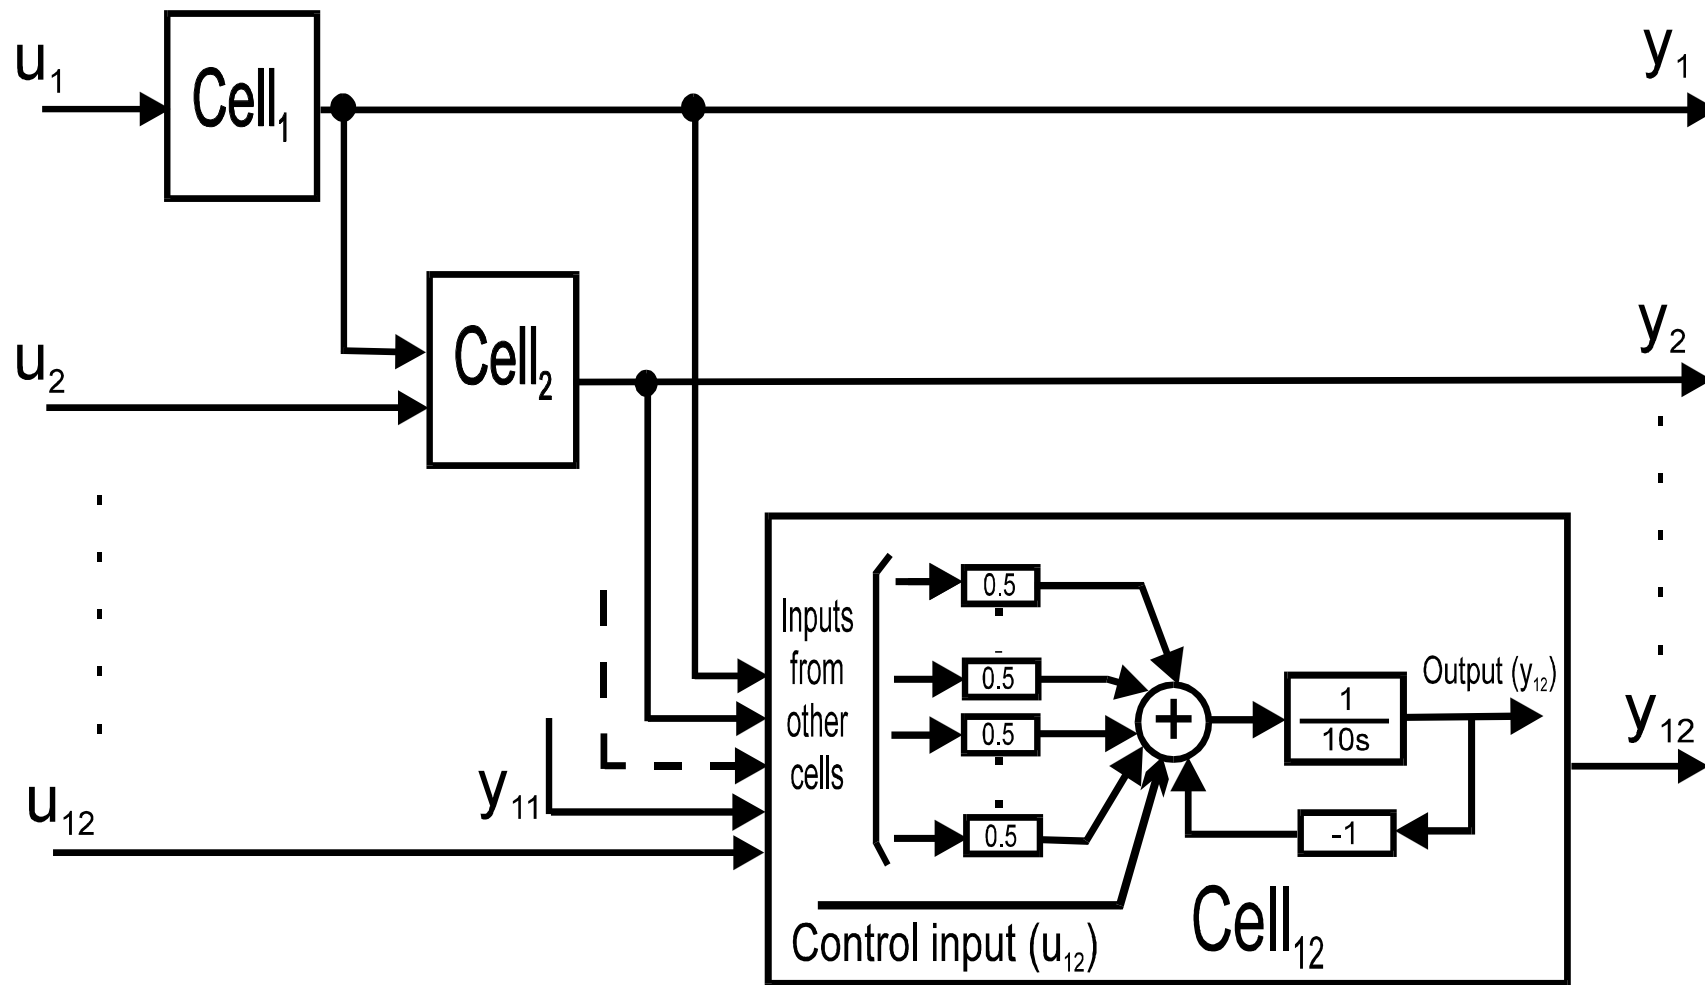 u₁
Cell₁
y₁
u₂
Cell₂
y₂
u₁₂
y₁₁
Inputs
from
other
cells
0.5
0.5
0.5
0.5
+
1
10s
-1
Output (y₁₂)
Control input (u₁₂)
Cell₁₂
y₁₂